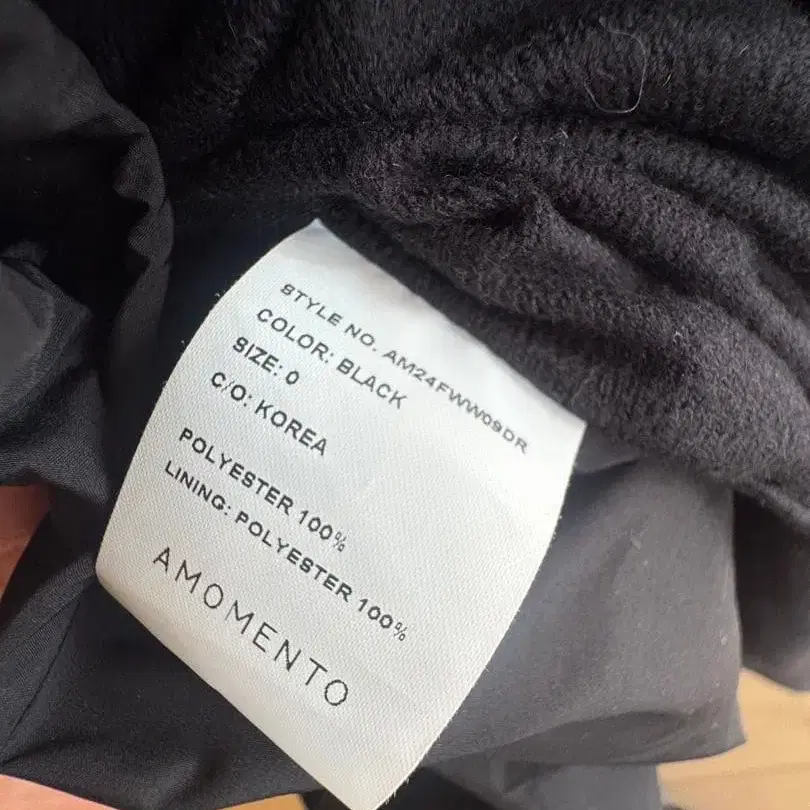 STYLE NO. AM24FWW09DR
COLOR: BLACK
SIZE: 0
C/O: KOREA
POLYESTER 100%
LINING: POLYESTER 100%
AMOMENTO